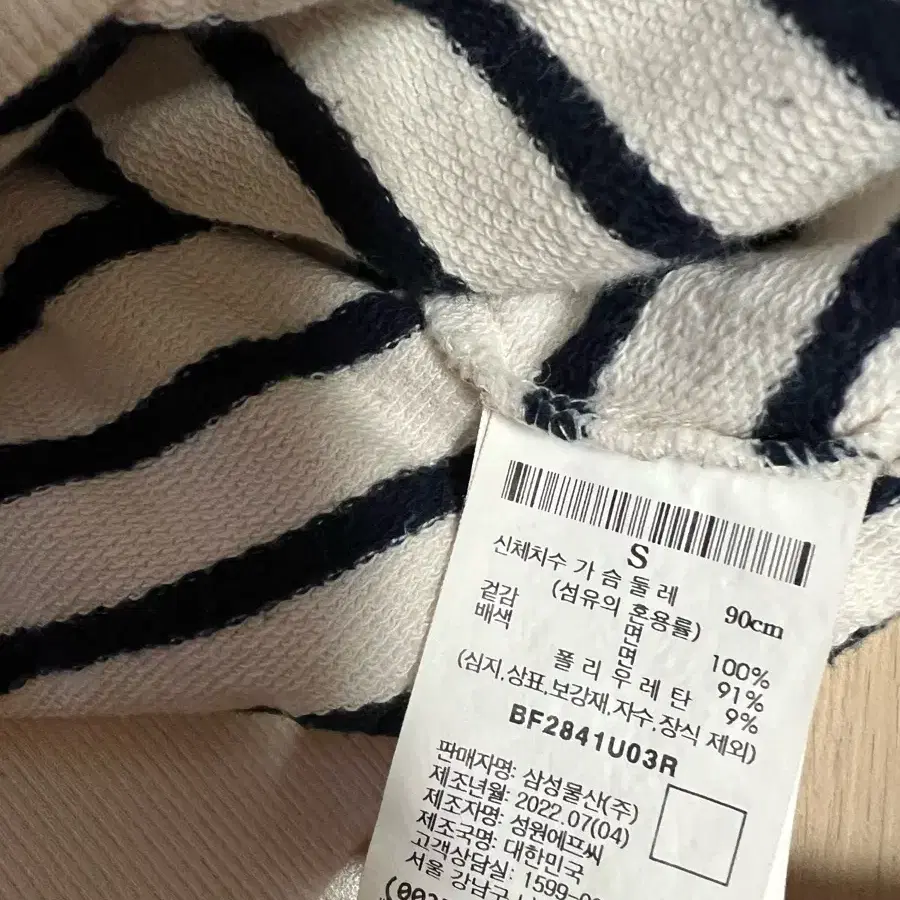 S
신체치수 가슴둘레 90cm
(섬유의 혼용률)
겉감 면 100%
배색 면 91%
폴리우레탄 9%
(심지,상표,보강재,자수,장식 제외)
BF2841U03R
판매자명: 삼성물산(주)
제조년월: 2022.07(04)
제조자명: 성원에프씨
제조국명: 대한민국
고객상담실: 1599-0
서울 강남구